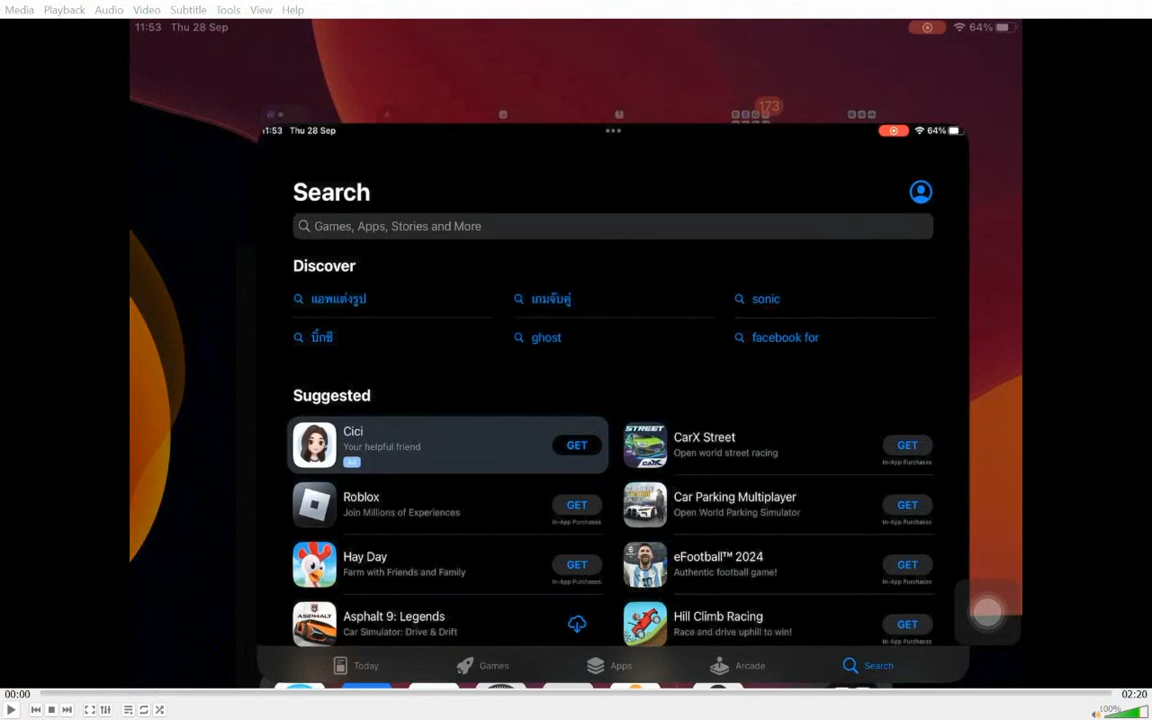 Media Playback Audio Video Subtitle Tools View Help
11:53 Thu 28 Sep 64%
173
11:53 Thu 28 Sep 64%
Search
Games, Apps, Stories and More
Discover
แอพแต่งรูป เกมจับคู่ sonic
บิ๊กซี ghost facebook for
Suggested
Cici
Your helpful friend
Ad
GET
CarX Street
Open world street racing
GET
In-App Purchases
Roblox
Join Millions of Experiences
GET
In-App Purchases
Car Parking Multiplayer
Open World Parking Simulator
GET
In-App Purchases
Hay Day
Farm with Friends and Family
GET
In-App Purchases
eFootball™ 2024
Authentic football game!
GET
In-App Purchases
Asphalt 9: Legends
Car Simulator: Drive & Drift
Hill Climb Racing
Race and drive uphill to win!
GET
In-App Purchases
Today Games Apps Arcade Search
00:00 02:20
100%